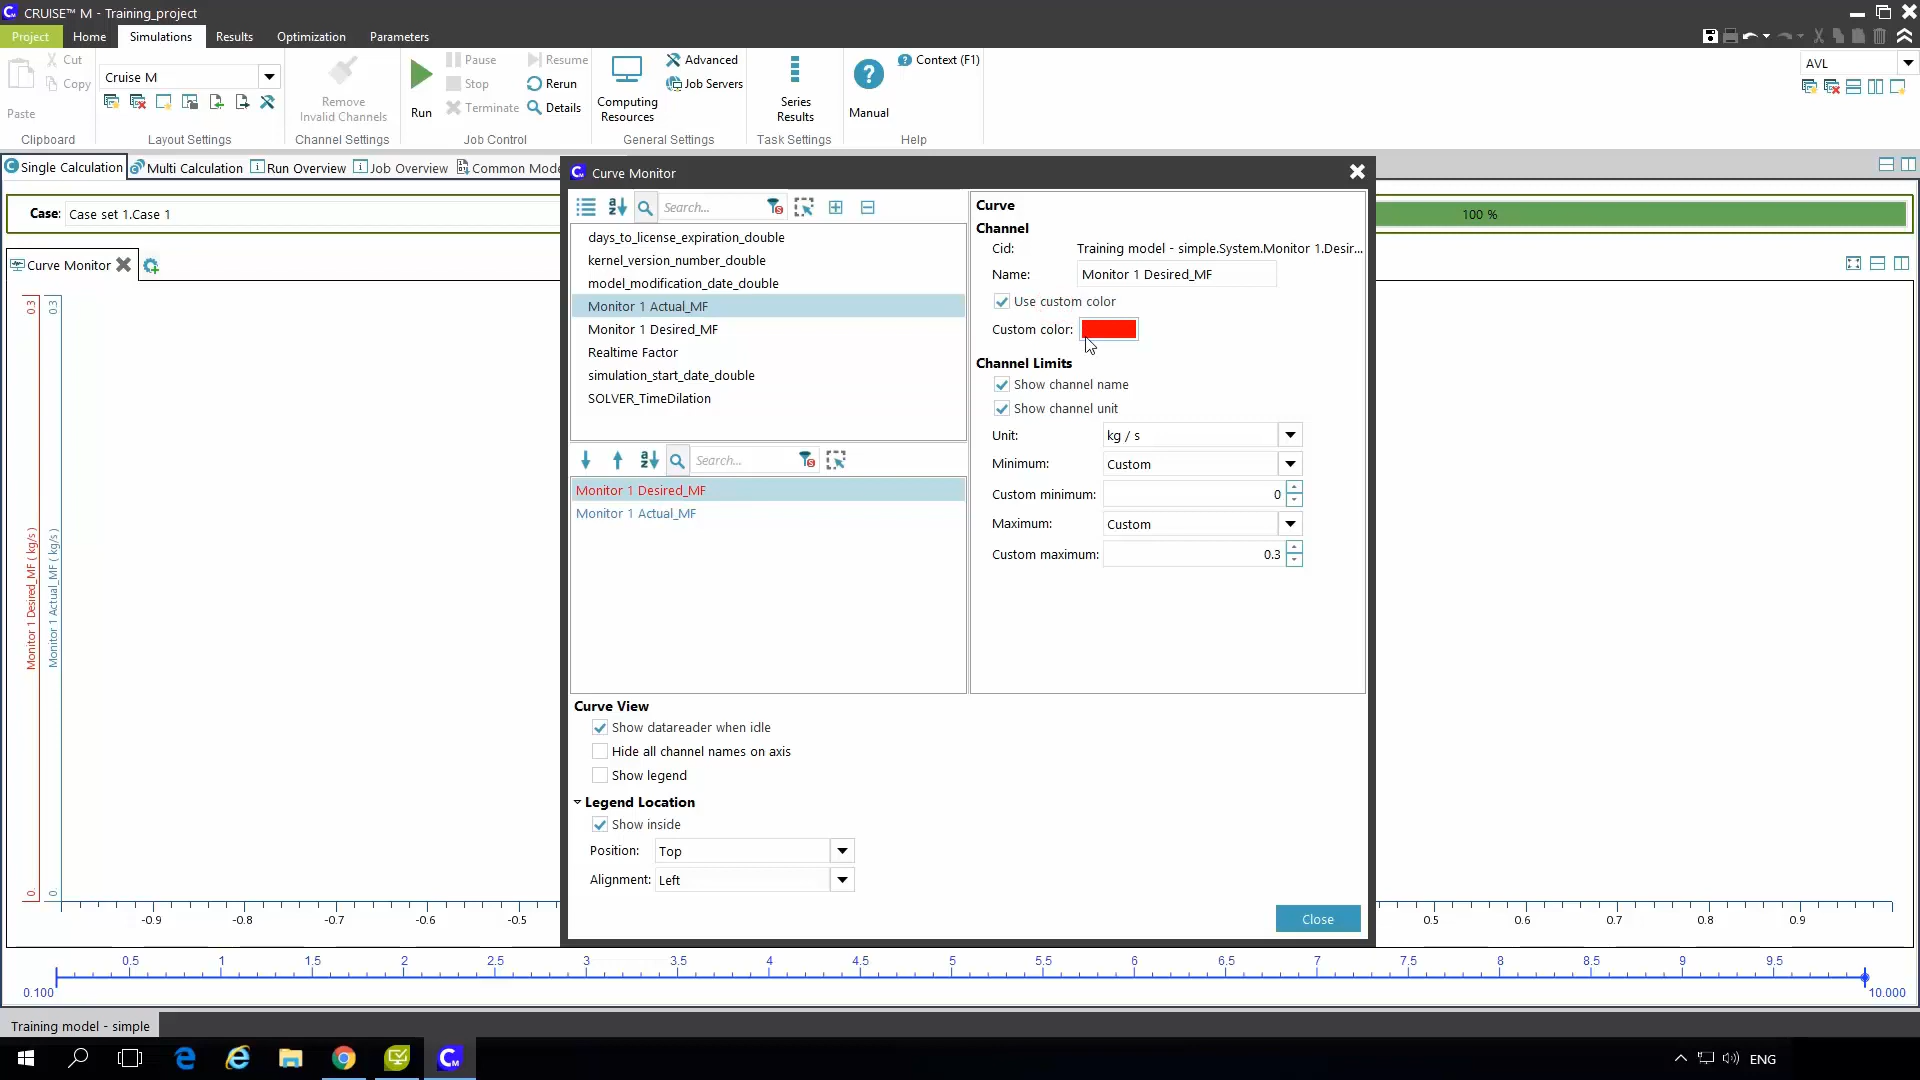 CRUISE™ M - Training_project
Project Home Simulations Results Optimization Parameters
Cut
Copy
Paste
Clipboard
Cruise M
Layout Settings
Remove
Invalid Channels
Channel Settings
Run
Pause
Stop
Terminate
Resume
Rerun
Details
Job Control
Computing
Resources
Advanced
Job Servers
General Settings
Series
Results
Task Settings
Manual
Context (F1)
Help
AVL
Single Calculation Multi Calculation Run Overview Job Overview Common Mode
Case: Case set 1.Case 1
100 %
Curve Monitor
Curve Monitor
Search...
days_to_license_expiration_double
kernel_version_number_double
model_modification_date_double
Monitor 1 Actual_MF
Monitor 1 Desired_MF
Realtime Factor
simulation_start_date_double
SOLVER_TimeDilation
Search...
Monitor 1 Desired_MF
Monitor 1 Actual_MF
Curve
Channel
Cid: Training model - simple.System.Monitor 1.Desir...
Name: Monitor 1 Desired_MF
Use custom color
Custom color:
Channel Limits
Show channel name
Show channel unit
Unit: kg / s
Minimum: Custom
Custom minimum: 0
Maximum: Custom
Custom maximum: 0.3
Curve View
Show datareader when idle
Hide all channel names on axis
Show legend
Legend Location
Show inside
Position: Top
Alignment: Left
Close
0.3 0.3
Monitor 1 Desired_MF ( kg/s )
Monitor 1 Actual_MF ( kg/s )
0. 0.
-0.9 -0.8 -0.7 -0.6 -0.5 0.5 0.6 0.7 0.8 0.9
0.5 1 1.5 2 2.5 3 3.5 4 4.5 5 5.5 6 6.5 7 7.5 8 8.5 9 9.5
0.100 10.000
Training model - simple
ENG